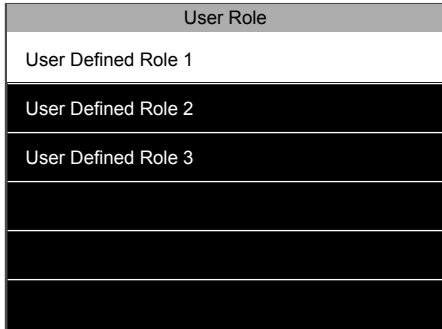 User Role
User Defined Role 1
User Defined Role 2
User Defined Role 3